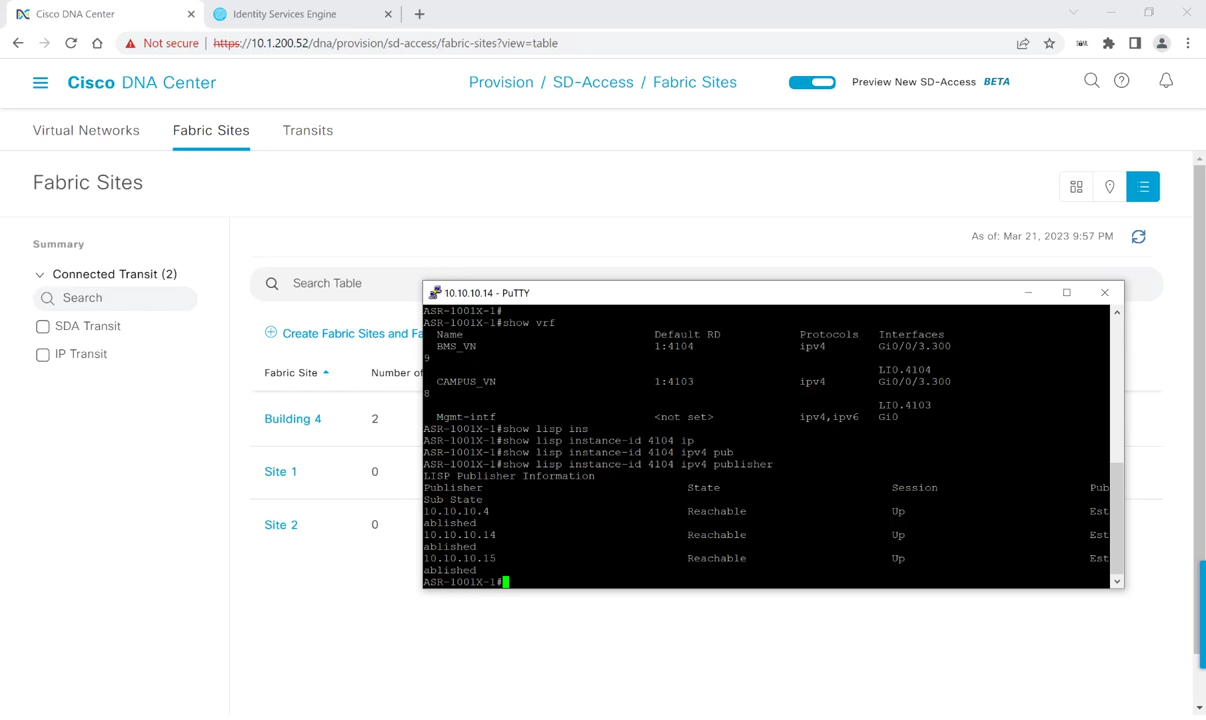 Cisco DNA Center
Identity Services Engine
Not secure | https://10.1.200.52/dna/provision/sd-access/fabric-sites?view=table
Cisco DNA Center
Provision / SD-Access / Fabric Sites
Preview New SD-Access BETA
Virtual Networks
Fabric Sites
Transits
Fabric Sites
Summary
As of: Mar 21, 2023 9:57 PM
Connected Transit (2)
Search
SDA Transit
IP Transit
Search Table
Create Fabric Sites and Fa
Fabric Site
Number of
Building 4 2
Site 1 0
Site 2 0
10.10.10.14 - PuTTY
ASR-1001X-1#
ASR-1001X-1#show vrf
Name Default RD Protocols Interfaces
BMS_VN 1:4104 ipv4 Gi0/0/3.300
9
LI0.4104
CAMPUS_VN 1:4103 ipv4 Gi0/0/3.300
8
LI0.4103
Mgmt-intf <not set> ipv4,ipv6 Gi0
ASR-1001X-1#show lisp ins
ASR-1001X-1#show lisp instance-id 4104 ip
ASR-1001X-1#show lisp instance-id 4104 ipv4 pub
ASR-1001X-1#show lisp instance-id 4104 ipv4 publisher
LISP Publisher Information
Publisher State Session Pub
Sub State
10.10.10.4 Reachable Up Est
ablished
10.10.10.14 Reachable Up Est
ablished
10.10.10.15 Reachable Up Est
ablished
ASR-1001X-1#